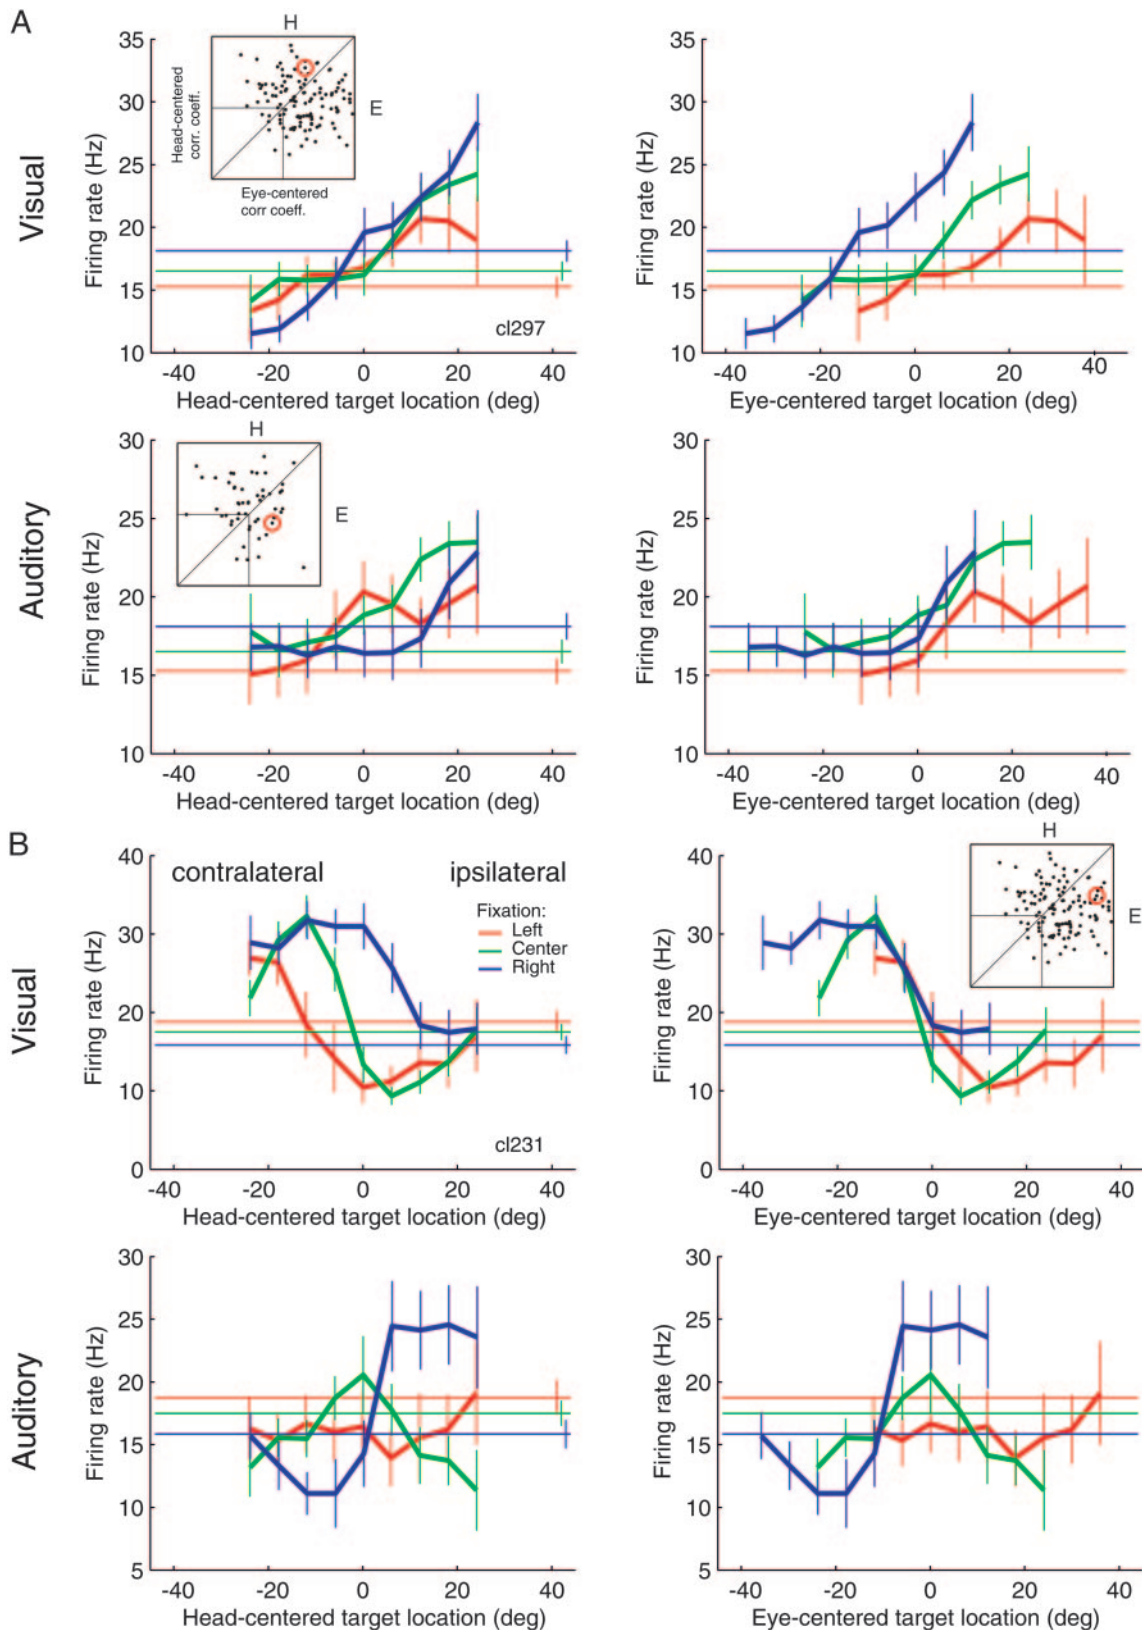 A
Visual
Firing rate (Hz)
35
30
25
20
15
10
H
E
Head-centered
corr. coeff.
Eye-centered
corr coeff.
cl297
-40 -20 0 20 40
Head-centered target location (deg)
Firing rate (Hz)
35
30
25
20
15
10
-40 -20 0 20 40
Eye-centered target location (deg)
Auditory
Firing rate (Hz)
30
25
20
15
10
H
E
-40 -20 0 20 40
Head-centered target location (deg)
Firing rate (Hz)
30
25
20
15
10
-40 -20 0 20 40
Eye-centered target location (deg)
B
Visual
Firing rate (Hz)
40
30
20
10
0
contralateral ipsilateral
Fixation:
Left
Center
Right
cl231
-40 -20 0 20 40
Head-centered target location (deg)
Firing rate (Hz)
40
30
20
10
0
H
E
-40 -20 0 20 40
Eye-centered target location (deg)
Auditory
Firing rate (Hz)
30
25
20
15
10
5
-40 -20 0 20 40
Head-centered target location (deg)
Firing rate (Hz)
30
25
20
15
10
5
-40 -20 0 20 40
Eye-centered target location (deg)